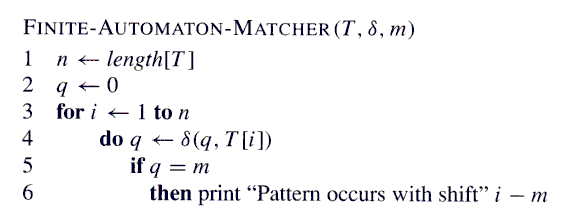 FINITE-AUTOMATON-MATCHER(T, δ, m)
1 n ← length[T]
2 q ← 0
3 for i ← 1 to n
4 do q ← δ(q, T[i])
5 if q = m
6 then print “Pattern occurs with shift” i − m